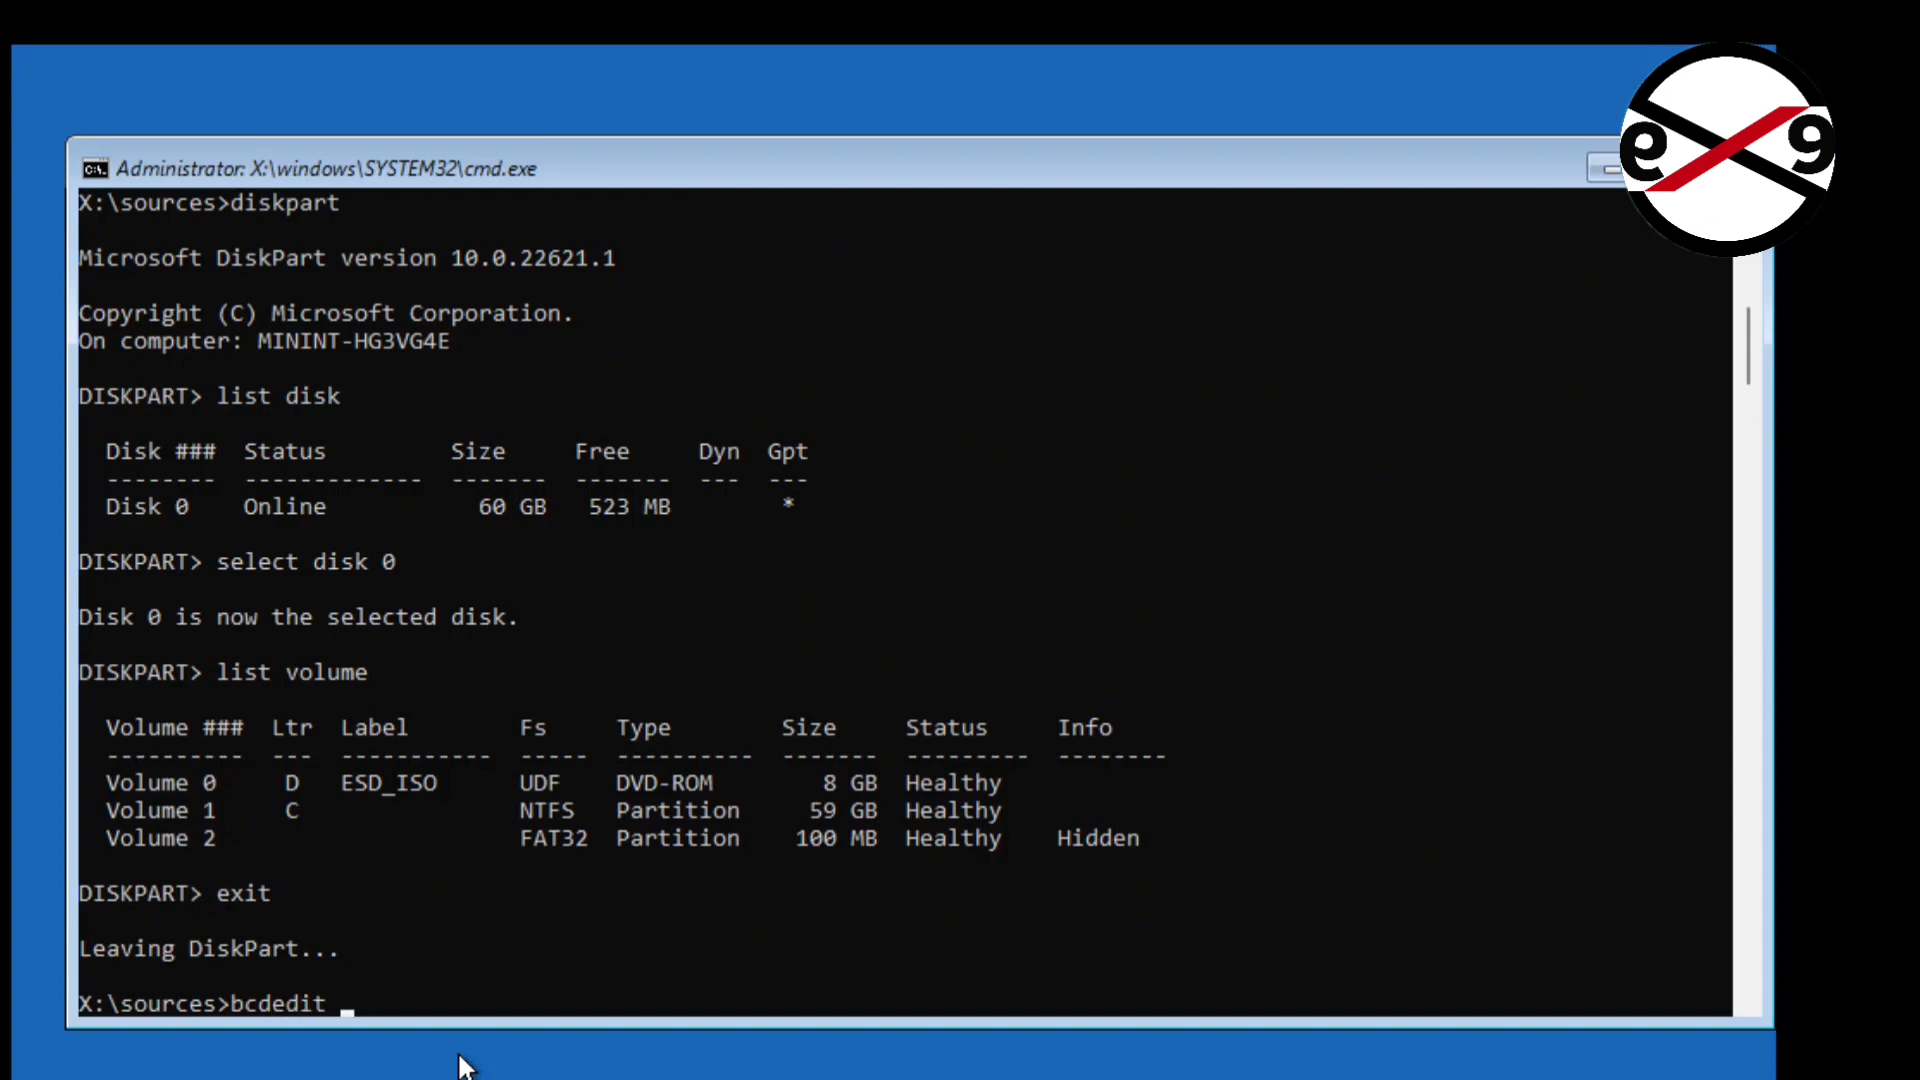 Administrator: X:\windows\SYSTEM32\cmd.exe
X:\sources>diskpart
Microsoft DiskPart version 10.0.22621.1
Copyright (C) Microsoft Corporation.
On computer: MININT-HG3VG4E
DISKPART> list disk
Disk ### Status Size Free Dyn Gpt
-------- ------------- ------- ------- --- ---
Disk 0 Online 60 GB 523 MB *
DISKPART> select disk 0
Disk 0 is now the selected disk.
DISKPART> list volume
Volume ### Ltr Label Fs Type Size Status Info
---------- --- ----------- ----- ---------- ------- --------- --------
Volume 0 D ESD_ISO UDF DVD-ROM 8 GB Healthy
Volume 1 C NTFS Partition 59 GB Healthy
Volume 2 FAT32 Partition 100 MB Healthy Hidden
DISKPART> exit
Leaving DiskPart...
X:\sources>bcdedit _